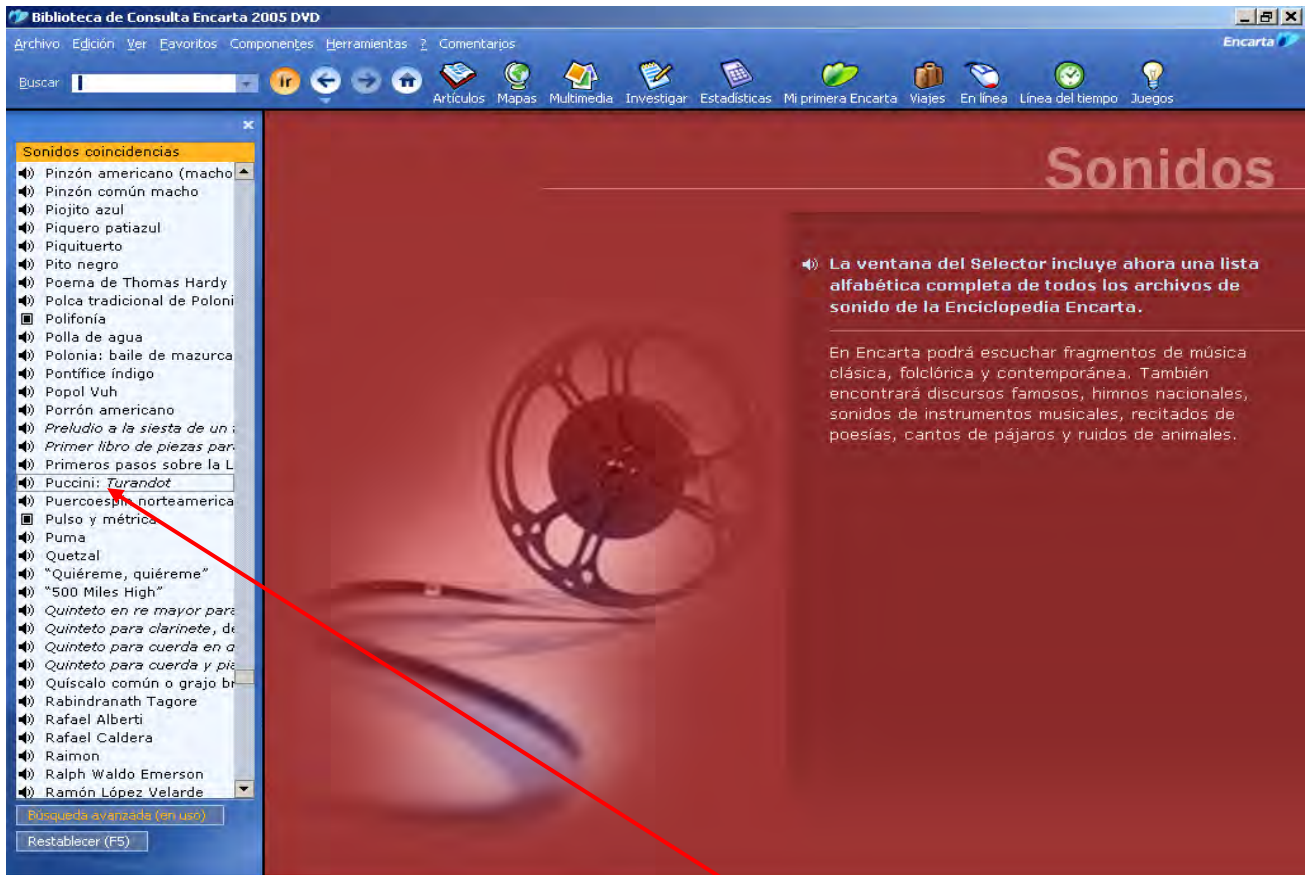 Biblioteca de Consulta Encarta 2005 DVD
Archivo Edición Ver Favoritos Componentes Herramientas ? Comentarios
Encarta
Buscar
Ir
Artículos Mapas Multimedia Investigar Estadísticas Mi primera Encarta Viajes En línea Línea del tiempo Juegos
Sonidos coincidencias
Pinzón americano (macho
Pinzón común macho
Piojito azul
Piquero patiazul
Piquituerto
Pito negro
Poema de Thomas Hardy
Polca tradicional de Poloni
Polifonía
Polla de agua
Polonia: baile de mazurca
Pontífice índigo
Popol Vuh
Porrón americano
Preludio a la siesta de un
Primer libro de piezas par
Primeros pasos sobre la L
Puccini: Turandot
Puercoespín norteamerica
Pulso y métrica
Puma
Quetzal
"Quiéreme, quiéreme"
"500 Miles High"
Quinteto en re mayor para
Quinteto para clarinete, de
Quinteto para cuerda en d
Quinteto para cuerda y pia
Quíscalo común o grajo br
Rabindranath Tagore
Rafael Alberti
Rafael Caldera
Raimon
Ralph Waldo Emerson
Ramón López Velarde
Búsqueda avanzada (en uso)
Restablecer (F5)
Sonidos
La ventana del Selector incluye ahora una lista
alfabética completa de todos los archivos de
sonido de la Enciclopedia Encarta.
En Encarta podrá escuchar fragmentos de música
clásica, folclórica y contemporánea. También
encontrará discursos famosos, himnos nacionales,
sonidos de instrumentos musicales, recitados de
poesías, cantos de pájaros y ruidos de animales.